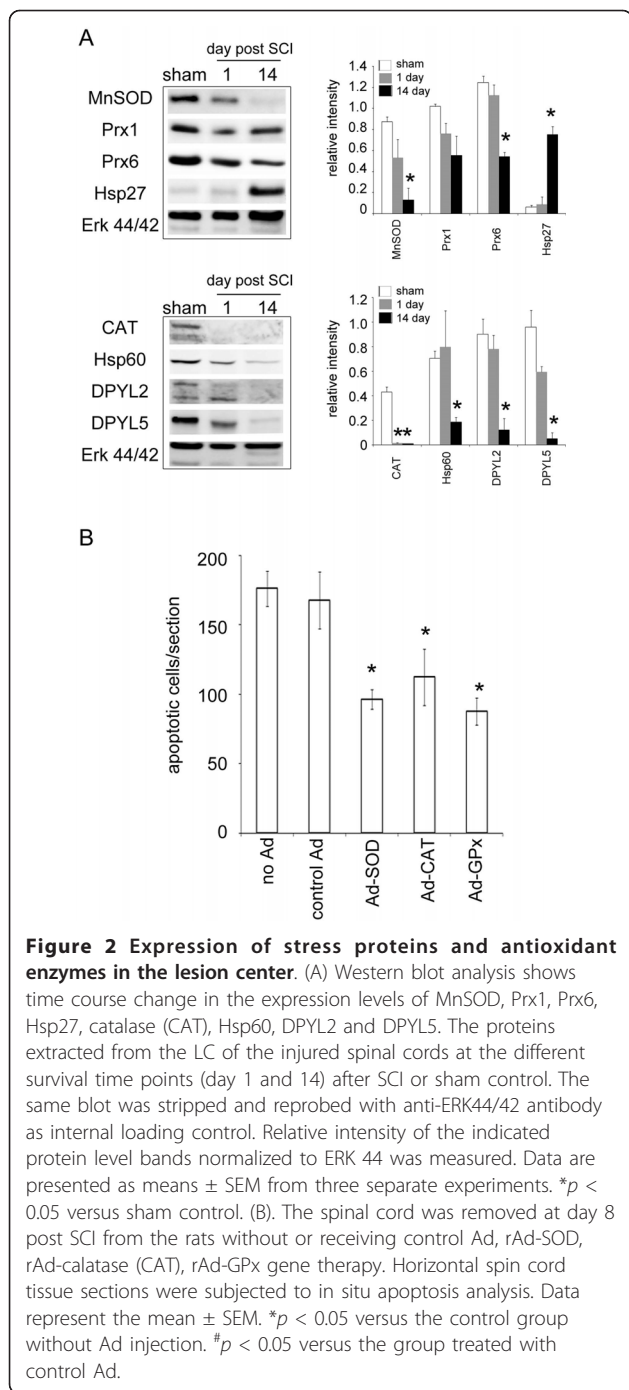 A
day post SCI
sham 1 14
MnSOD
Prx1
Prx6
Hsp27
Erk 44/42
relative intensity
1.4
1.2
1.0
0.8
0.6
0.4
0.2
0
sham
1 day
14 day
*
*
*
MnSOD
Prx1
Prx6
Hsp27
day post SCI
sham 1 14
CAT
Hsp60
DPYL2
DPYL5
Erk 44/42
relative intensity
1.2
1.0
0.8
0.6
0.4
0.2
0
sham
1 day
14 day
**
*
*
*
CAT
Hsp60
DPYL2
DPYL5
B
apoptotic cells/section
200
150
100
50
0
*
*
*
no Ad
control Ad
Ad-SOD
Ad-CAT
Ad-GPx
Figure 2 Expression of stress proteins and antioxidant
enzymes in the lesion center. (A) Western blot analysis shows
time course change in the expression levels of MnSOD, Prx1, Prx6,
Hsp27, catalase (CAT), Hsp60, DPYL2 and DPYL5. The proteins
extracted from the LC of the injured spinal cords at the different
survival time points (day 1 and 14) after SCI or sham control. The
same blot was stripped and reprobed with anti-ERK44/42 antibody
as internal loading control. Relative intensity of the indicated
protein level bands normalized to ERK 44 was measured. Data are
presented as means ± SEM from three separate experiments. *p <
0.05 versus sham control. (B). The spinal cord was removed at day 8
post SCI from the rats without or receiving control Ad, rAd-SOD,
rAd-calatase (CAT), rAd-GPx gene therapy. Horizontal spin cord
tissue sections were subjected to in situ apoptosis analysis. Data
represent the mean ± SEM. *p < 0.05 versus the control group
without Ad injection. #p < 0.05 versus the group treated with
control Ad.